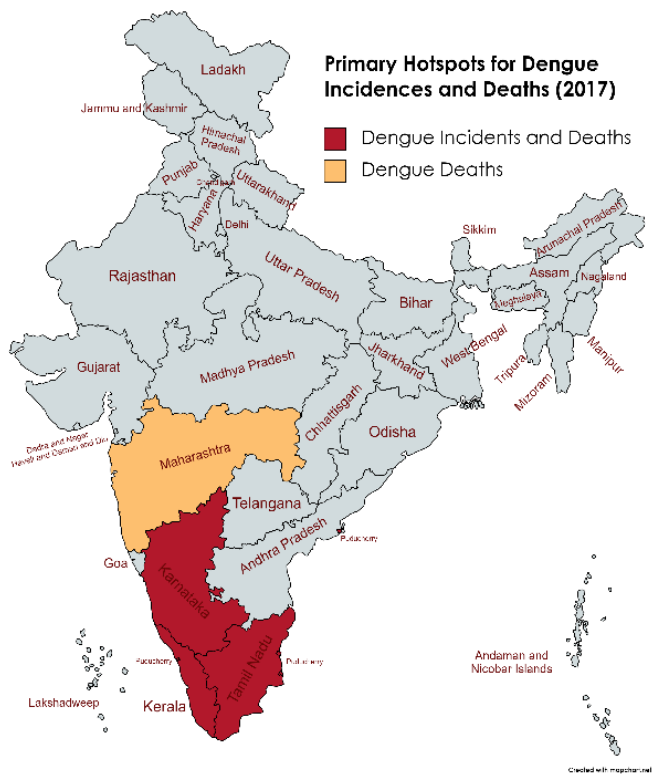 Primary Hotspots for Dengue
Incidences and Deaths (2017)
Dengue Incidents and Deaths
Dengue Deaths
Ladakh
Jammu and Kashmir
Himachal
Pradesh
Punjab
Chandigarh
Uttarakhand
Haryana
Delhi
Sikkim
Arunachal Pradesh
Rajasthan
Uttar Pradesh
Bihar
Assam
Nagaland
Meghalaya
Manipur
Tripura
Mizoram
West Bengal
Jharkhand
Gujarat
Madhya Pradesh
Chhattisgarh
Odisha
Dadra and Nagar
Haveli and Daman and Diu
Maharashtra
Telangana
Andhra Pradesh
Puducherry
Goa
Karnataka
Puducherry
Tamil Nadu
Puducherry
Kerala
Lakshadweep
Andaman and
Nicobar Islands
Created with mapchart.net